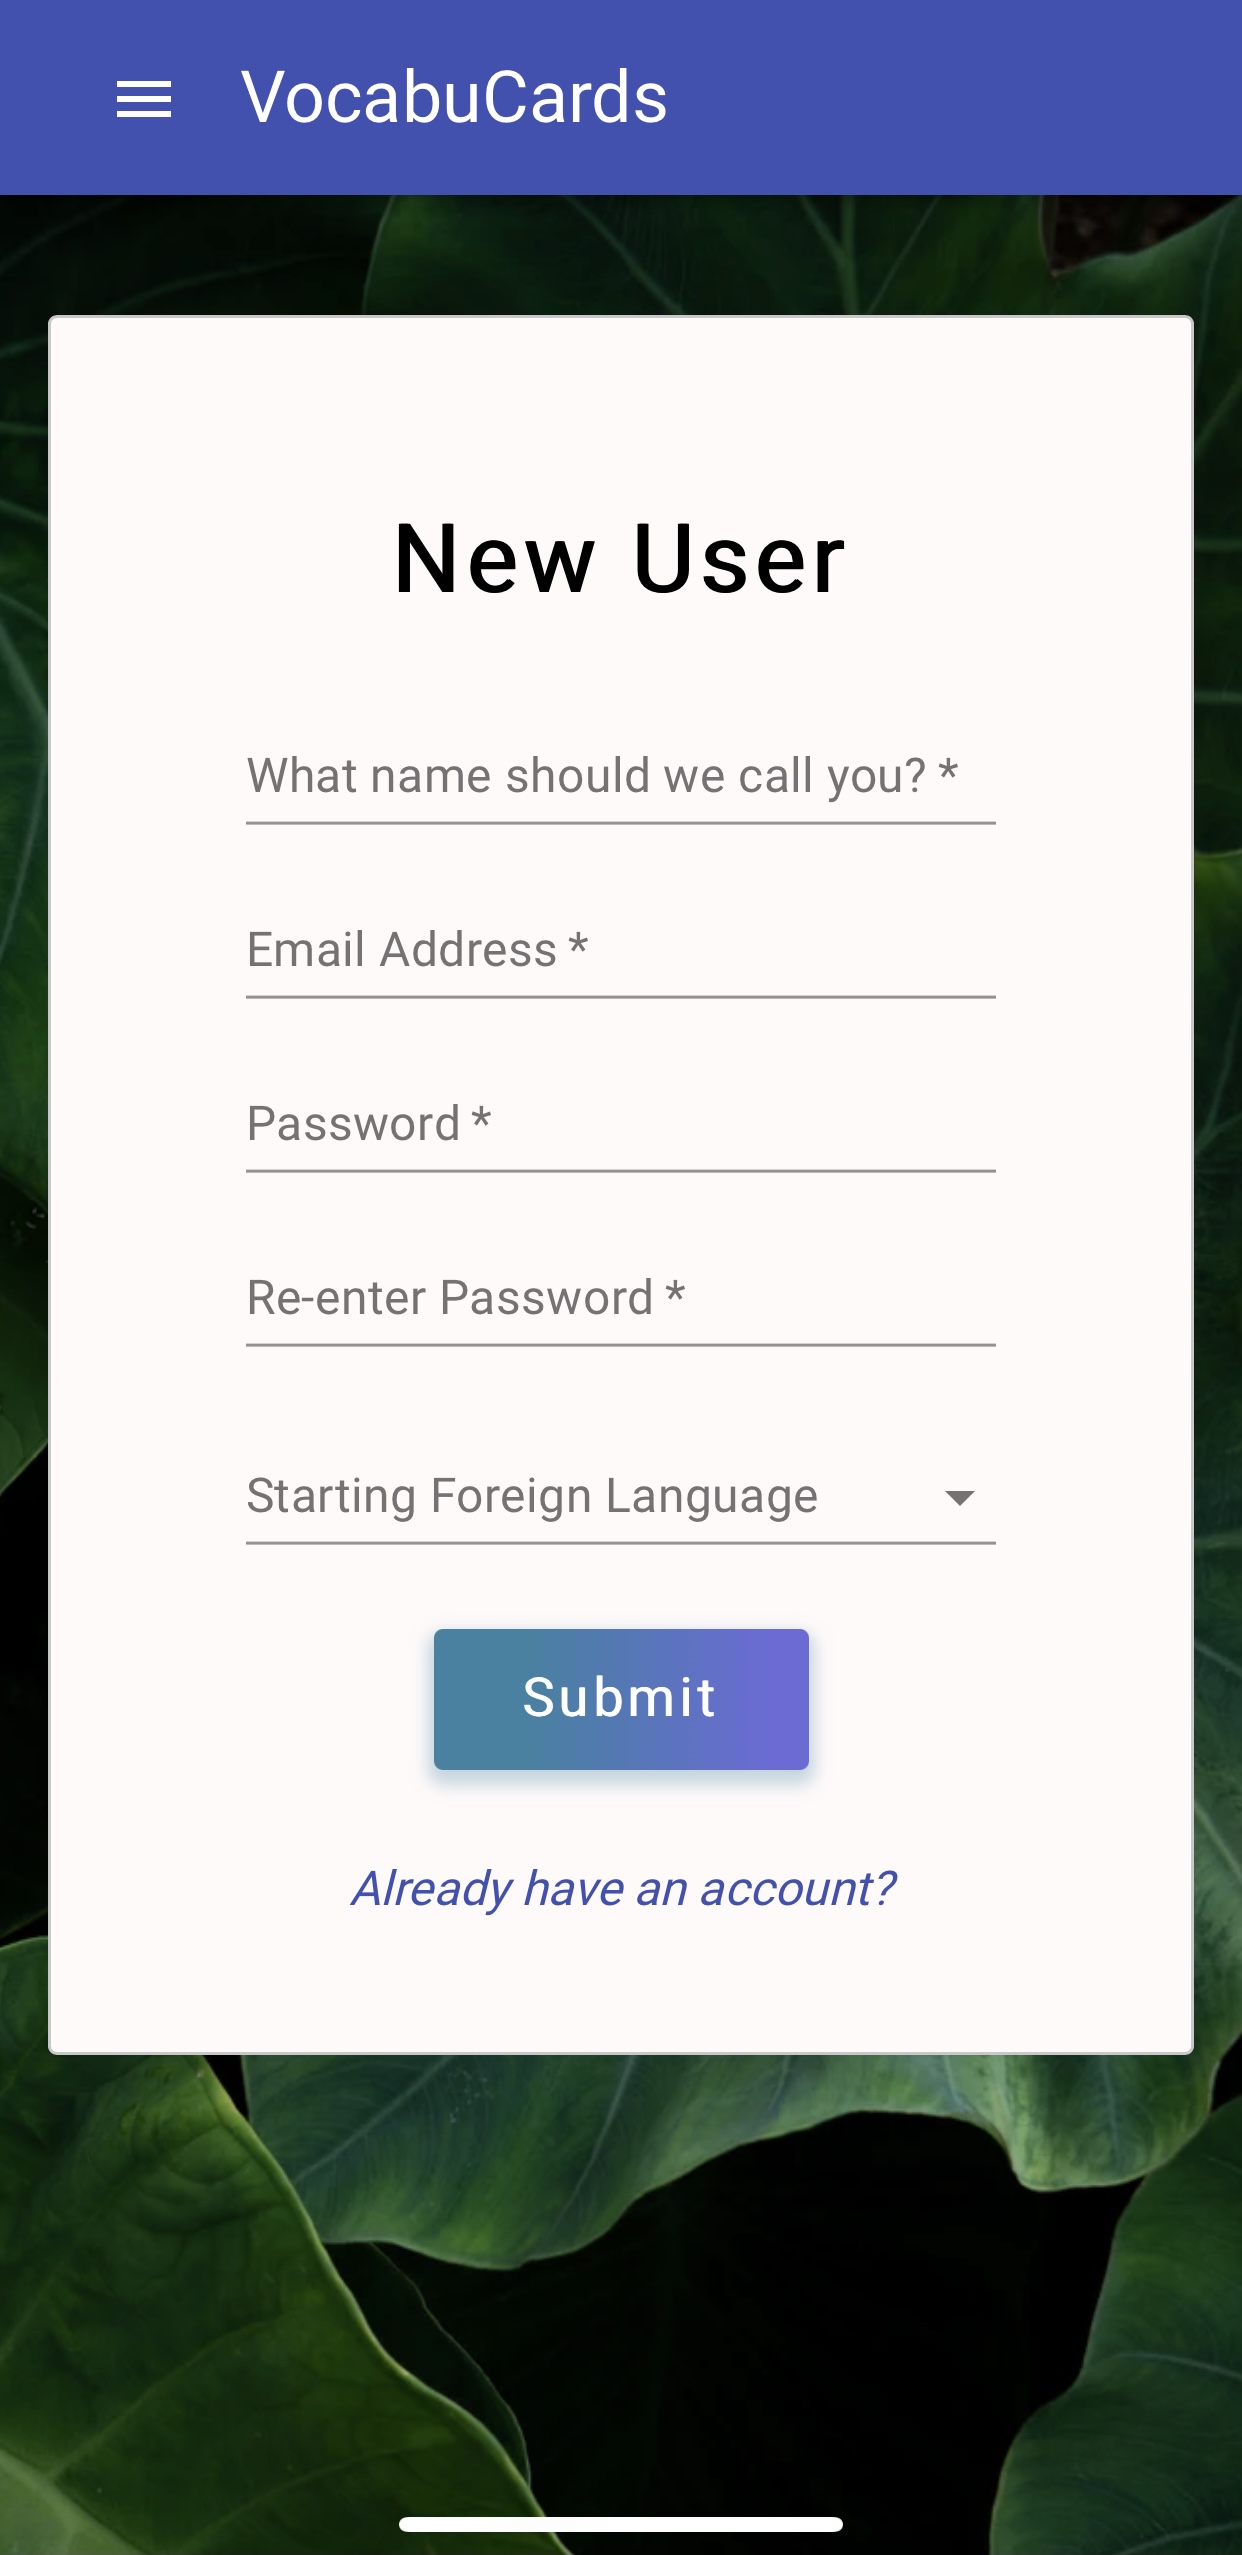 VocabuCards
New User
What name should we call you? *
Email Address *
Password *
Re-enter Password *
Starting Foreign Language
Submit
Already have an account?